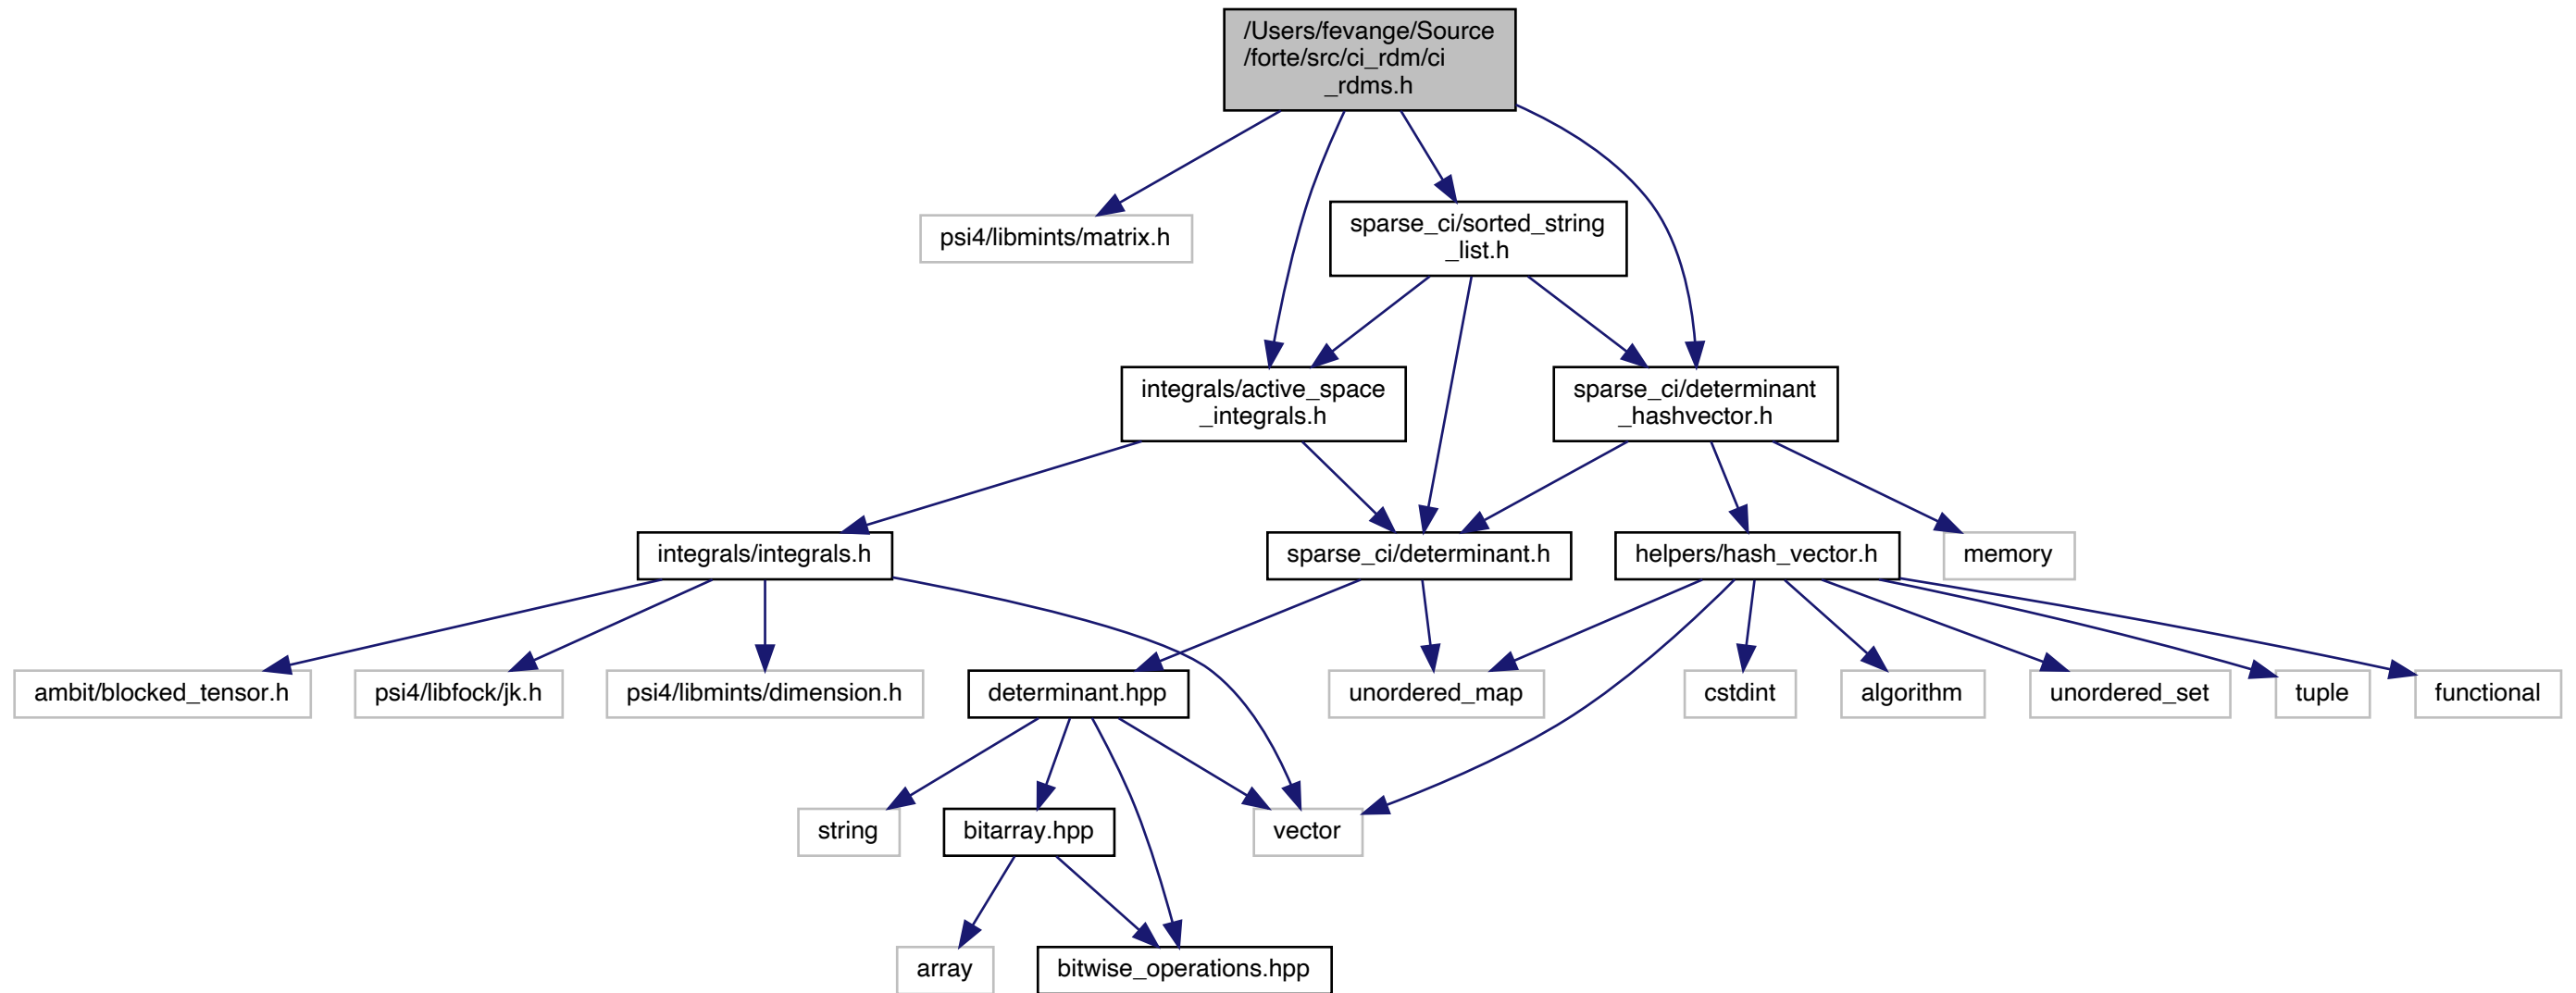 /Users/fevange/Source
/forte/src/ci_rdm/ci
_rdms.h
psi4/libmints/matrix.h
sparse_ci/sorted_string
_list.h
integrals/active_space
_integrals.h
sparse_ci/determinant
_hashvector.h
integrals/integrals.h
sparse_ci/determinant.h
helpers/hash_vector.h
memory
ambit/blocked_tensor.h
psi4/libfock/jk.h
psi4/libmints/dimension.h
determinant.hpp
unordered_map
cstdint
algorithm
unordered_set
tuple
functional
string
bitarray.hpp
vector
array
bitwise_operations.hpp